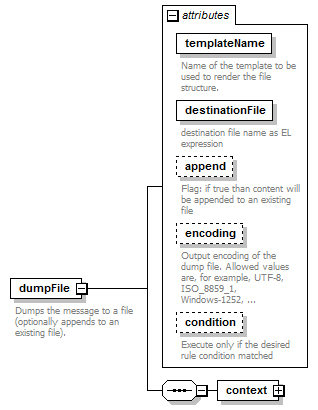 attributes
templateName
Name of the template to be
used to render the file
structure.
destinationFile
destination file name as EL
expression
append
Flag: if true than content will
be appended to an existing
file
encoding
Output encoding of the
dump file. Allowed values
are, for example, UTF-8,
ISO_8859_1,
Windows-1252, ...
condition
Execute only if the desired
rule condition matched
dumpFile
Dumps the message to a file
(optionally appends to an
existing file).
context